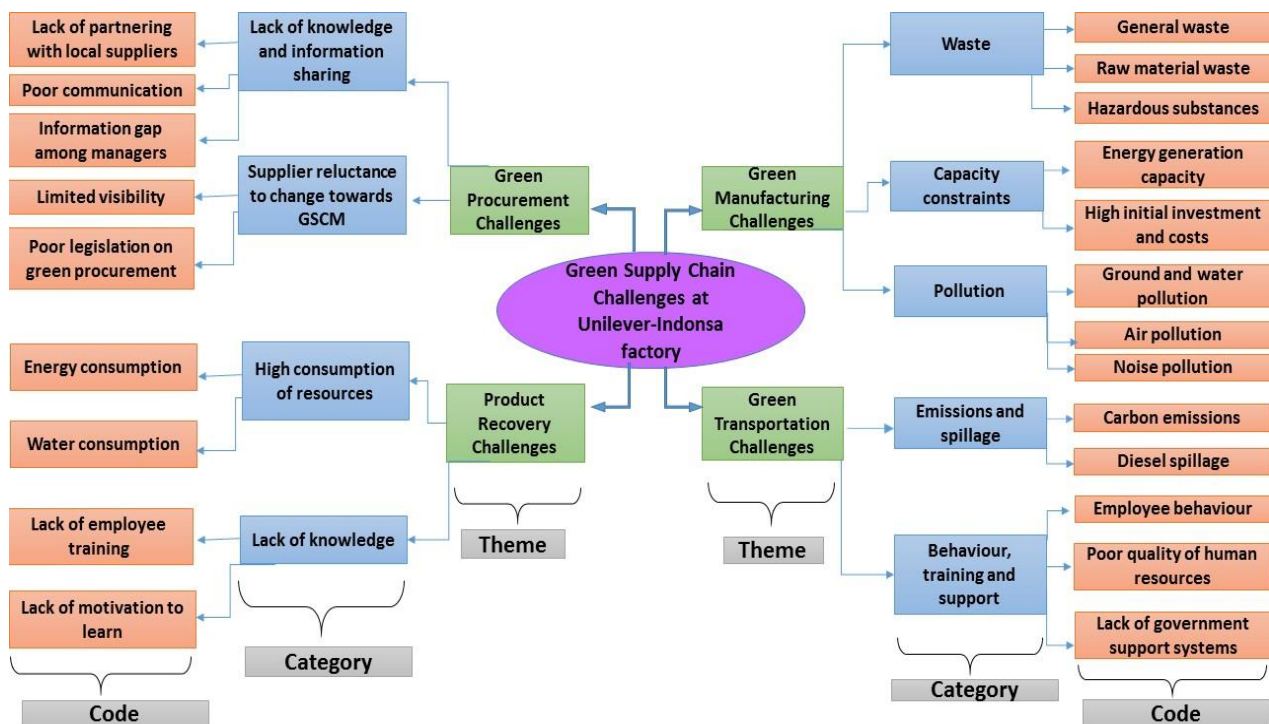 Lack of partnering
with local suppliers
Poor communication
Information gap
among managers
Limited visibility
Poor legislation on
green procurement
Energy consumption
Water consumption
Lack of employee
training
Lack of motivation to
learn
Code
Lack of knowledge
and information
sharing
Supplier reluctance
to change towards
GSCM
High consumption
of resources
Lack of knowledge
Category
Green
Procurement
Challenges
Product
Recovery
Challenges
Theme
Green Supply Chain
Challenges at
Unilever-Indonsa
factory
Green
Manufacturing
Challenges
Green
Transportation
Challenges
Theme
Waste
Capacity
constraints
Pollution
Emissions and
spillage
Behaviour,
training and
support
Category
General waste
Raw material waste
Hazardous substances
Energy generation
capacity
High initial investment
and costs
Ground and water
pollution
Air pollution
Noise pollution
Carbon emissions
Diesel spillage
Employee behaviour
Poor quality of human
resources
Lack of government
support systems
Code